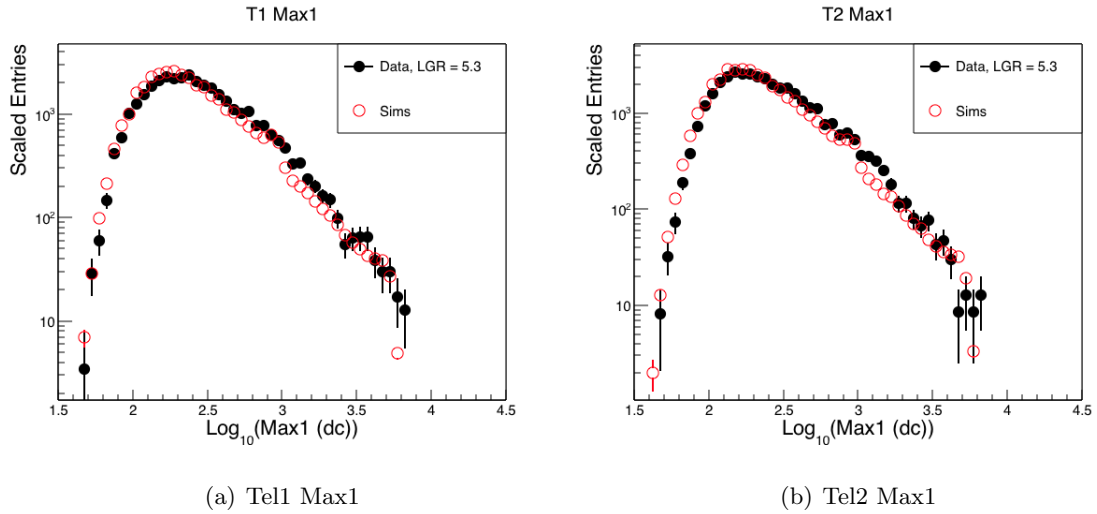 T1 Max1
Scaled Entries
10³
10²
10
Data, LGR = 5.3
Sims
1.5 2 2.5 3 3.5 4 4.5
Log₁₀(Max1 (dc))
(a) Tel1 Max1
T2 Max1
Scaled Entries
10³
10²
10
Data, LGR = 5.3
Sims
1.5 2 2.5 3 3.5 4 4.5
Log₁₀(Max1 (dc))
(b) Tel2 Max1